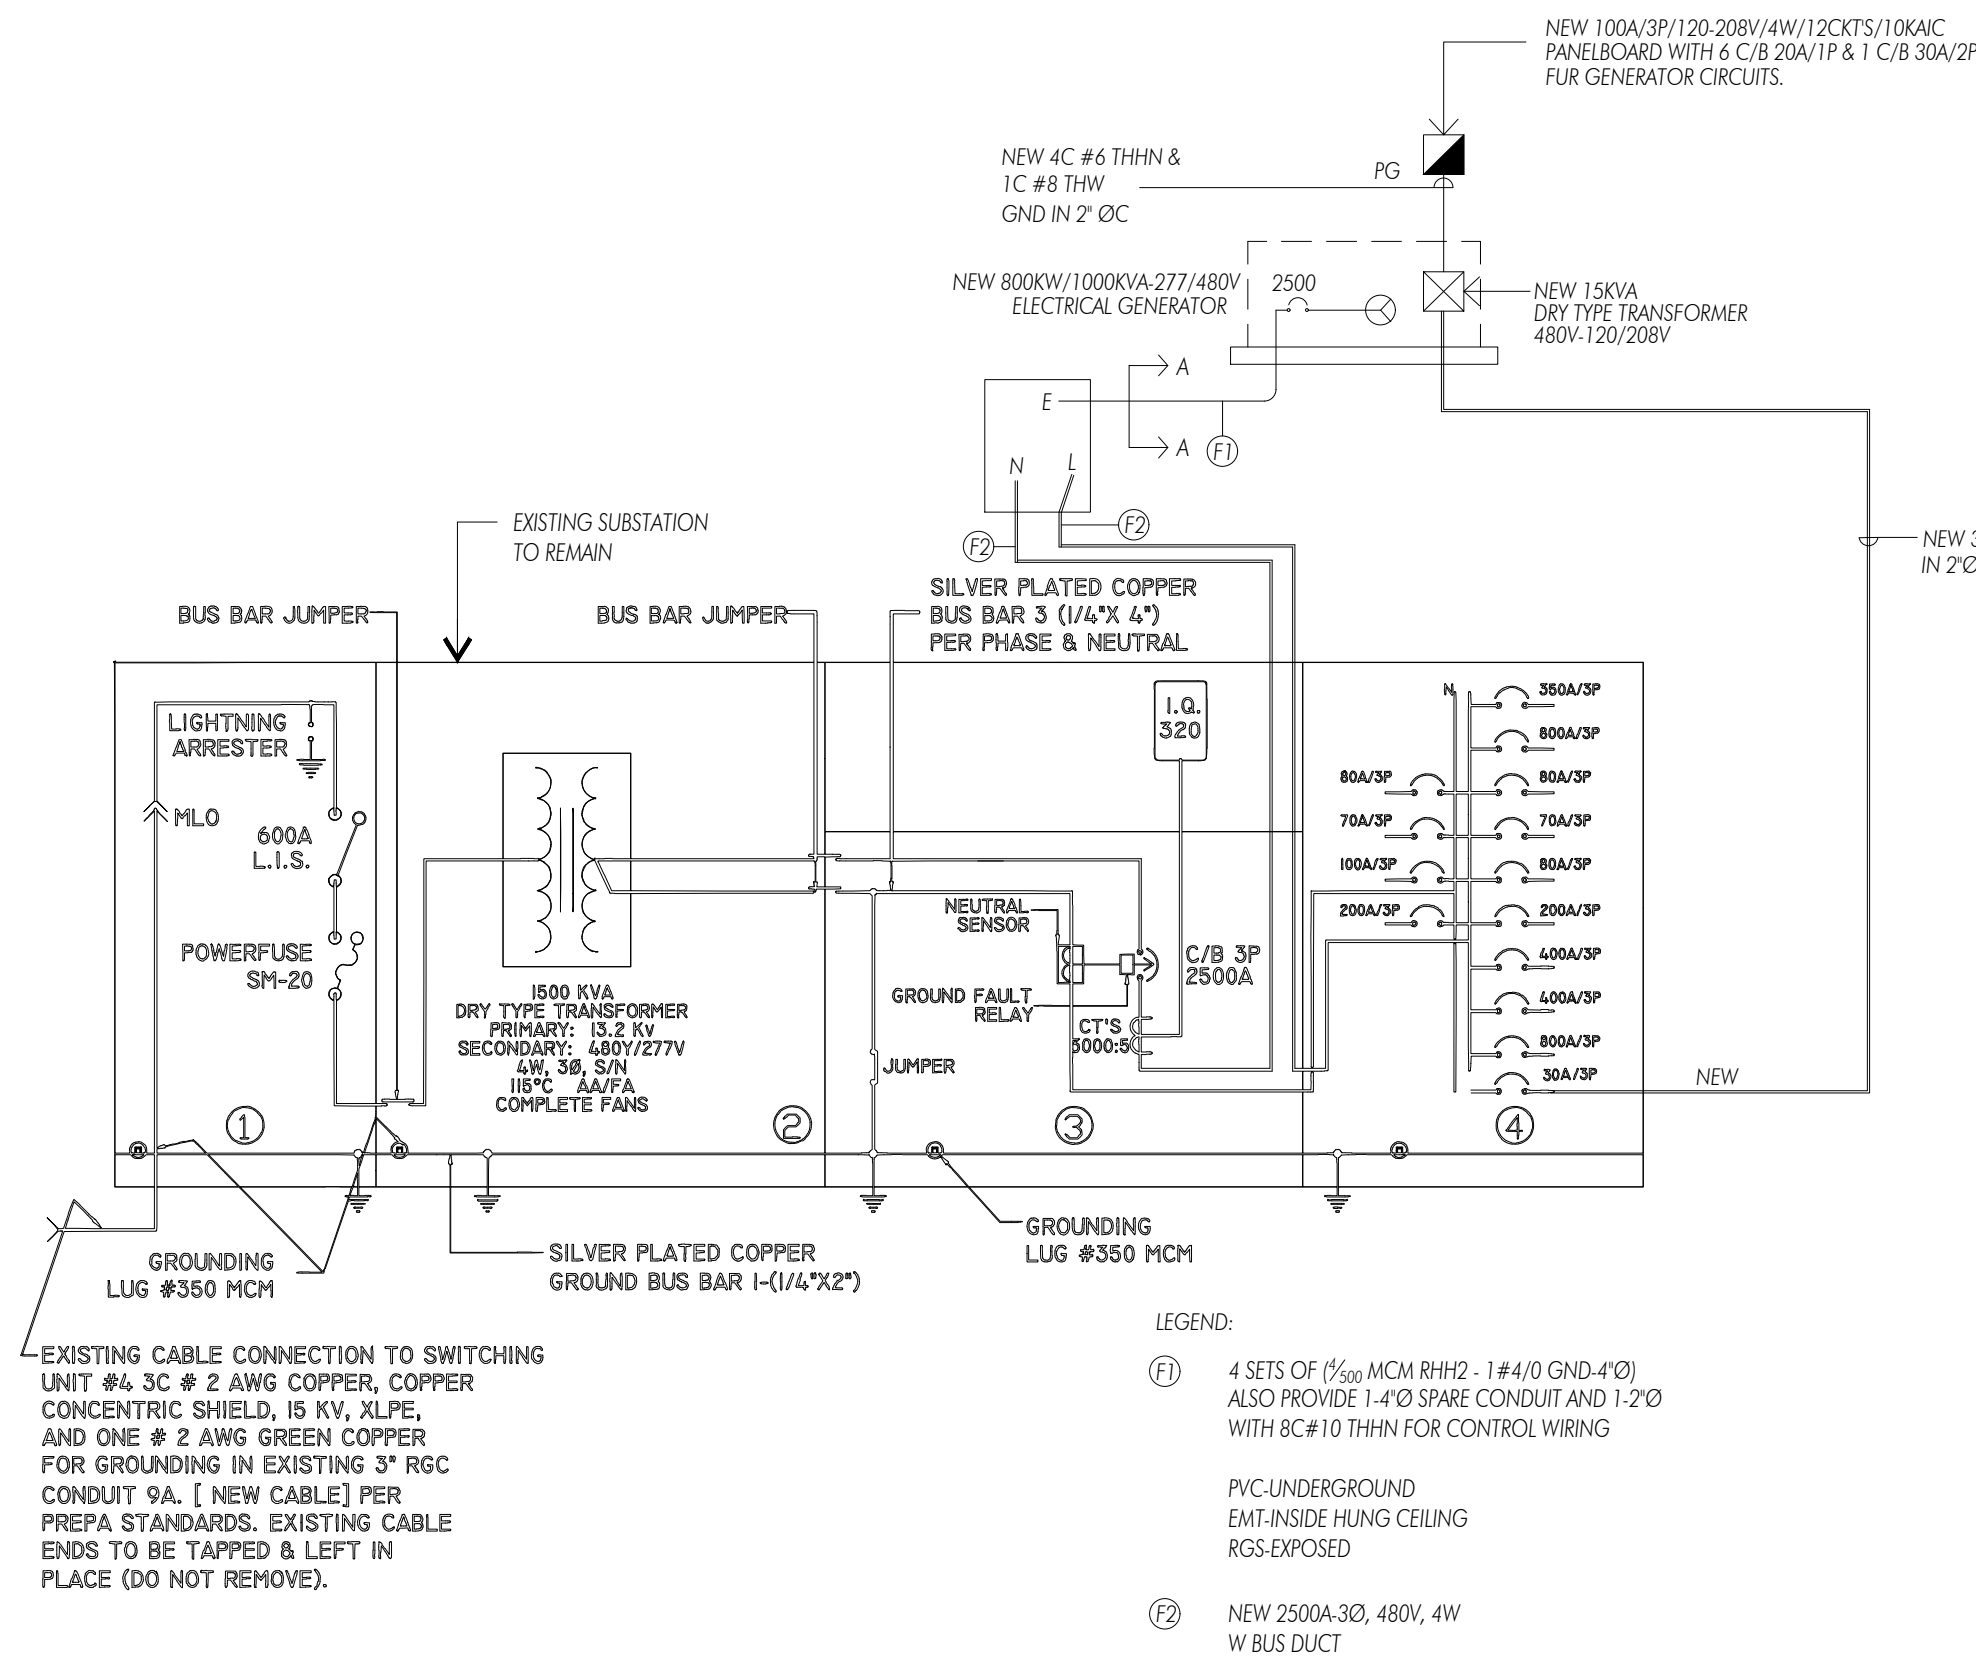 NEW 100A/3P/120-208V/4W/12CKT'S/10KAIC
PANELBOARD WITH 6 C/B 20A/1P & 1 C/B 30A/2P
FUR GENERATOR CIRCUITS.
NEW 4C #6 THHN &
1C #8 THW
GND IN 2" ØC
PG
NEW 800KW/1000KVA-277/480V
ELECTRICAL GENERATOR
2500
NEW 15KVA
DRY TYPE TRANSFORMER
480V-120/208V
E
N
L
A
A
F1
F2
F2
NEW 3
IN 2"Ø
EXISTING SUBSTATION
TO REMAIN
BUS BAR JUMPER
BUS BAR JUMPER
SILVER PLATED COPPER
BUS BAR 3 (1/4"X 4")
PER PHASE & NEUTRAL
LIGHTNING
ARRESTER
MLO
600A
L.I.S.
POWERFUSE
SM-20
1500 KVA
DRY TYPE TRANSFORMER
PRIMARY: 13.2 Kv
SECONDARY: 480Y/277V
4W, 3Ø, S/N
115°C AA/FA
COMPLETE FANS
I.Q.
320
NEUTRAL
SENSOR
GROUND FAULT
RELAY
C/B 3P
2500A
CT'S
3000:5
JUMPER
N
350A/3P
800A/3P
80A/3P
80A/3P
70A/3P
70A/3P
100A/3P
80A/3P
200A/3P
200A/3P
400A/3P
400A/3P
800A/3P
30A/3P
NEW
1
2
3
4
GROUNDING
LUG #350 MCM
SILVER PLATED COPPER
GROUND BUS BAR 1-(1/4"X2")
GROUNDING
LUG #350 MCM
EXISTING CABLE CONNECTION TO SWITCHING
UNIT #4 3C # 2 AWG COPPER, COPPER
CONCENTRIC SHIELD, 15 KV, XLPE,
AND ONE # 2 AWG GREEN COPPER
FOR GROUNDING IN EXISTING 3" RGC
CONDUIT 9A. [ NEW CABLE] PER
PREPA STANDARDS. EXISTING CABLE
ENDS TO BE TAPPED & LEFT IN
PLACE (DO NOT REMOVE).
LEGEND:
F1 4 SETS OF (4/500 MCM RHH2 - 1#4/0 GND-4"Ø)
ALSO PROVIDE 1-4"Ø SPARE CONDUIT AND 1-2"Ø
WITH 8C#10 THHN FOR CONTROL WIRING
PVC-UNDERGROUND
EMT-INSIDE HUNG CEILING
RGS-EXPOSED
F2 NEW 2500A-3Ø, 480V, 4W
W BUS DUCT